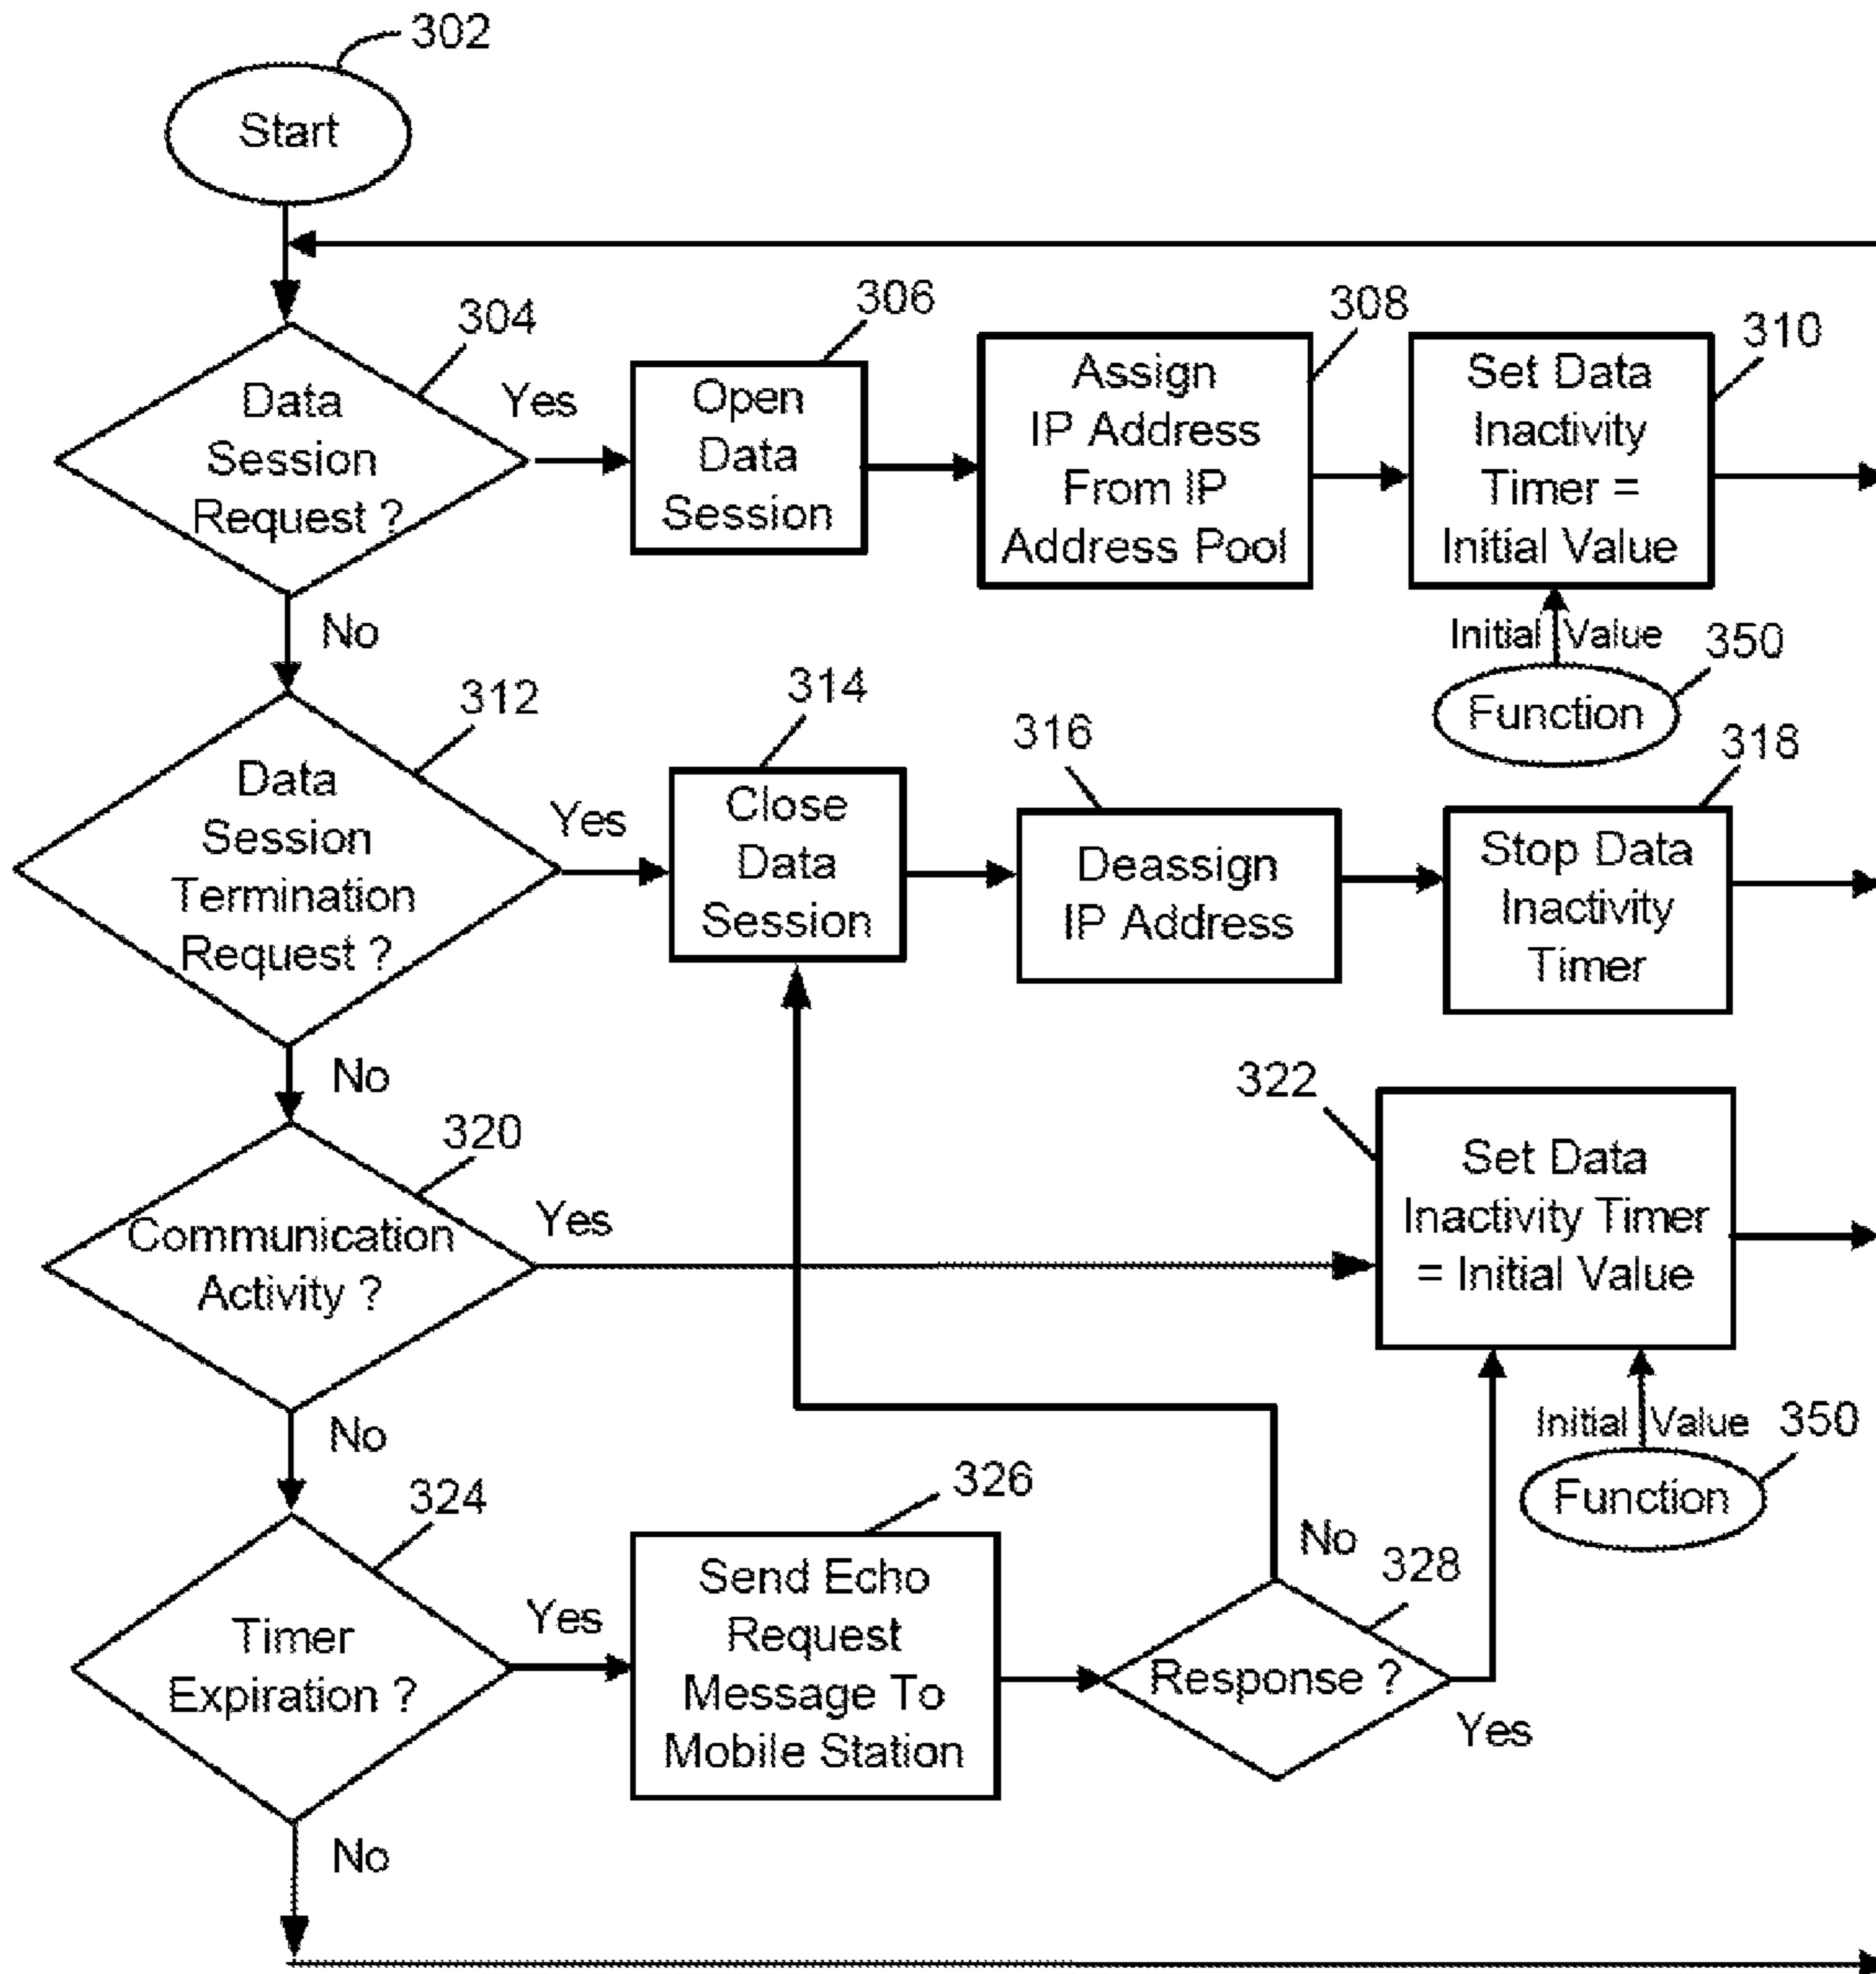 302
Start
304
Data
Session
Request ?
Yes
No
306
Open
Data
Session
308
Assign
IP Address
From IP
Address Pool
310
Set Data
Inactivity
Timer =
Initial Value
Initial Value
350
Function
312
Data
Session
Termination
Request ?
Yes
No
314
Close
Data
Session
316
Deassign
IP Address
318
Stop Data
Inactivity
Timer
320
Communication
Activity ?
Yes
No
322
Set Data
Inactivity Timer
= Initial Value
Initial Value
350
Function
324
Timer
Expiration ?
Yes
No
326
Send Echo
Request
Message To
Mobile Station
328
Response ?
No
Yes